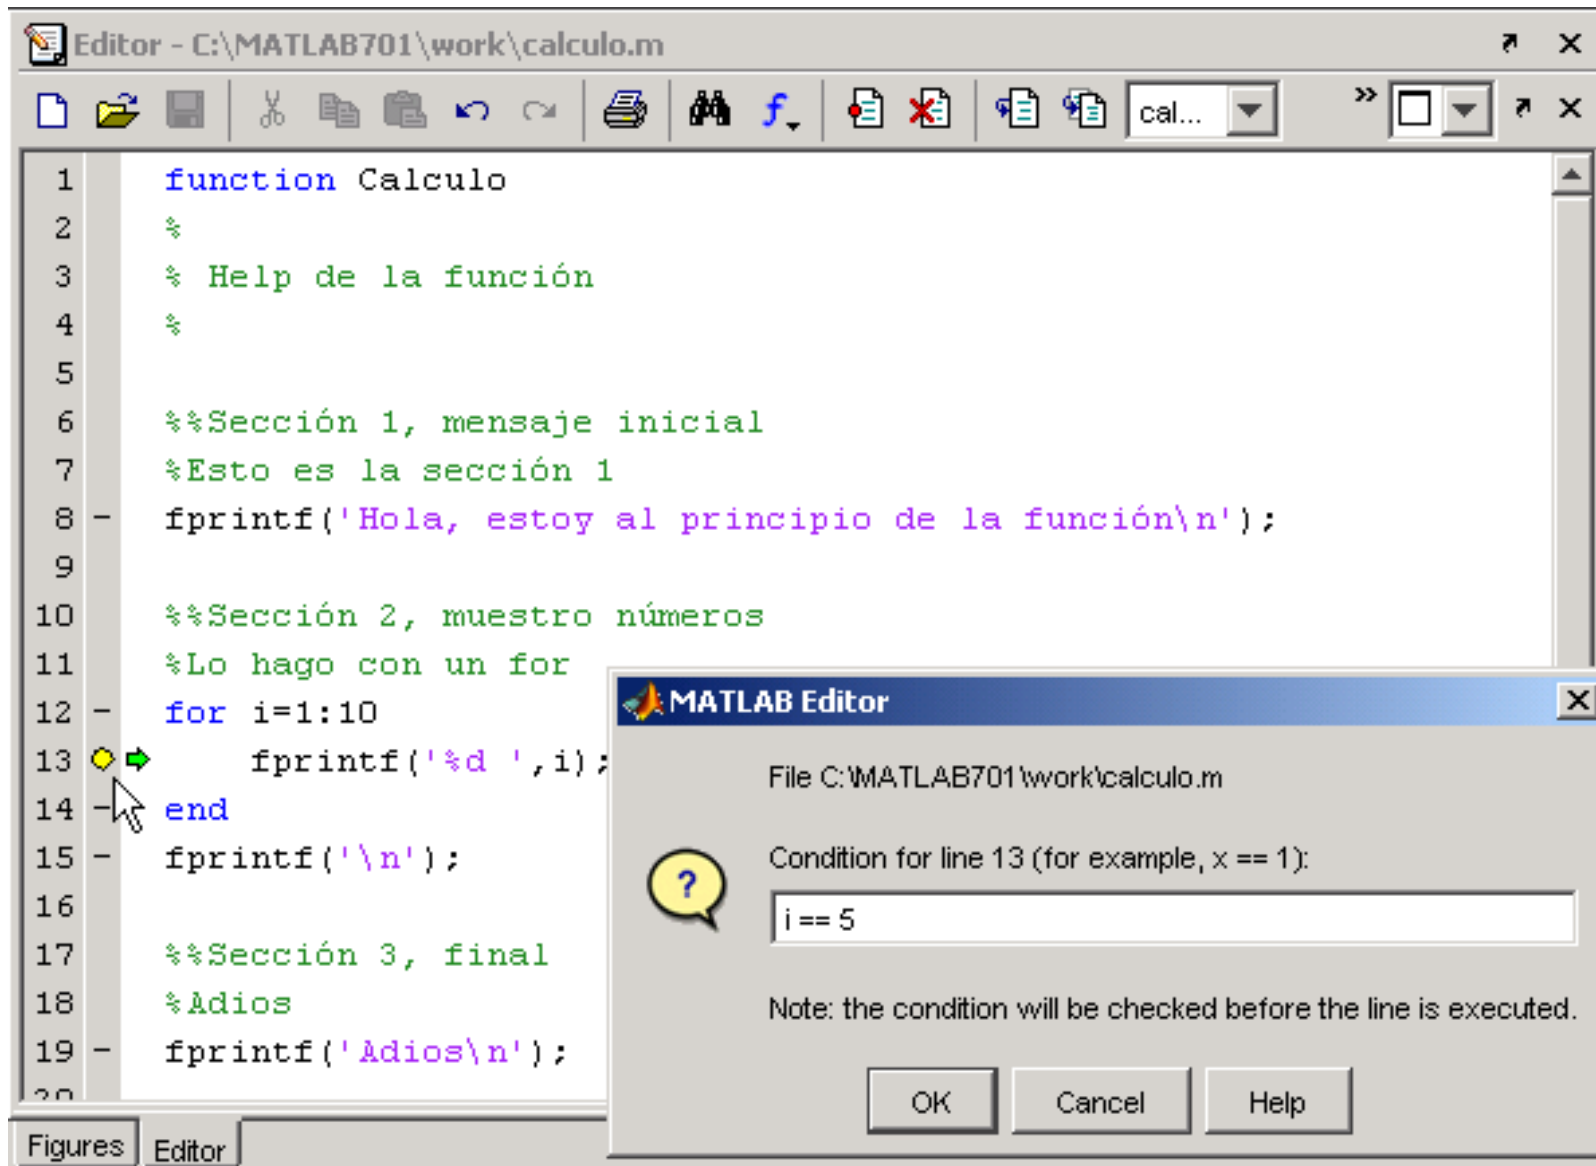 Editor - C:\MATLAB701\work\calculo.m
cal...
1 function Calculo
2 %
3 % Help de la función
4 %
5
6 %%Sección 1, mensaje inicial
7 %Esto es la sección 1
8 - fprintf('Hola, estoy al principio de la función\n');
9
10 %%Sección 2, muestro números
11 %Lo hago con un for
12 - for i=1:10
13 fprintf('%d ',i);
14 - end
15 - fprintf('\n');
16
17 %%Sección 3, final
18 %Adios
19 - fprintf('Adios\n');
20
Figures Editor
MATLAB Editor
File C:\MATLAB701\work\calculo.m
Condition for line 13 (for example, x == 1):
i == 5
Note: the condition will be checked before the line is executed.
OK Cancel Help